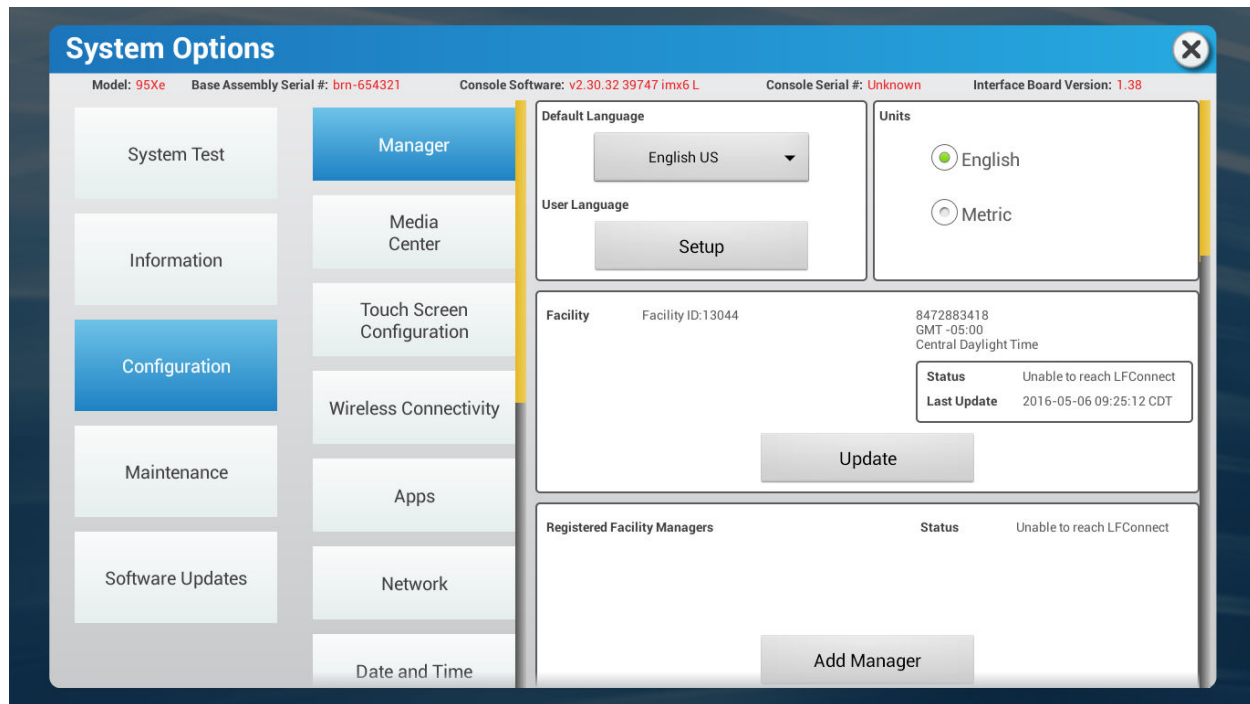 System Options
Model: 95Xe Base Assembly Serial #: brn-654321 Console Software: v2.30.32 39747 imx6 L Console Serial #: Unknown Interface Board Version: 1.38
System Test
Information
Configuration
Maintenance
Software Updates
Manager
Media
Center
Touch Screen
Configuration
Wireless Connectivity
Apps
Network
Date and Time
Default Language
English US
User Language
Setup
Units
English
Metric
Facility Facility ID:13044
8472883418
GMT -05:00
Central Daylight Time
Status Unable to reach LFConnect
Last Update 2016-05-06 09:25:12 CDT
Update
Registered Facility Managers Status Unable to reach LFConnect
Add Manager